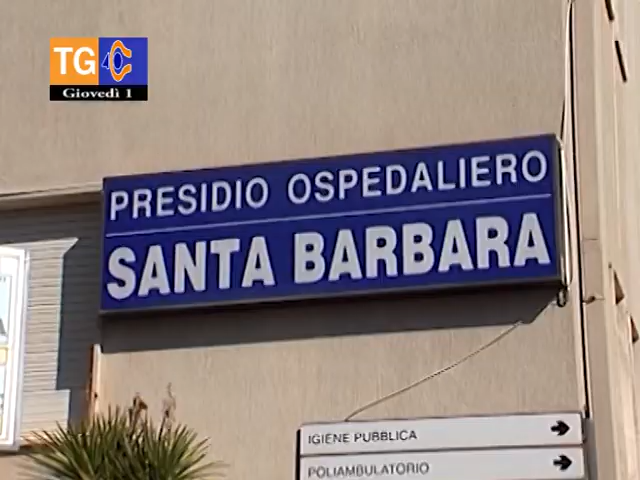 TG C
Giovedì 1
PRESIDIO OSPEDALIERO
SANTA BARBARA
IGIENE PUBBLICA
POLIAMBULATORIO